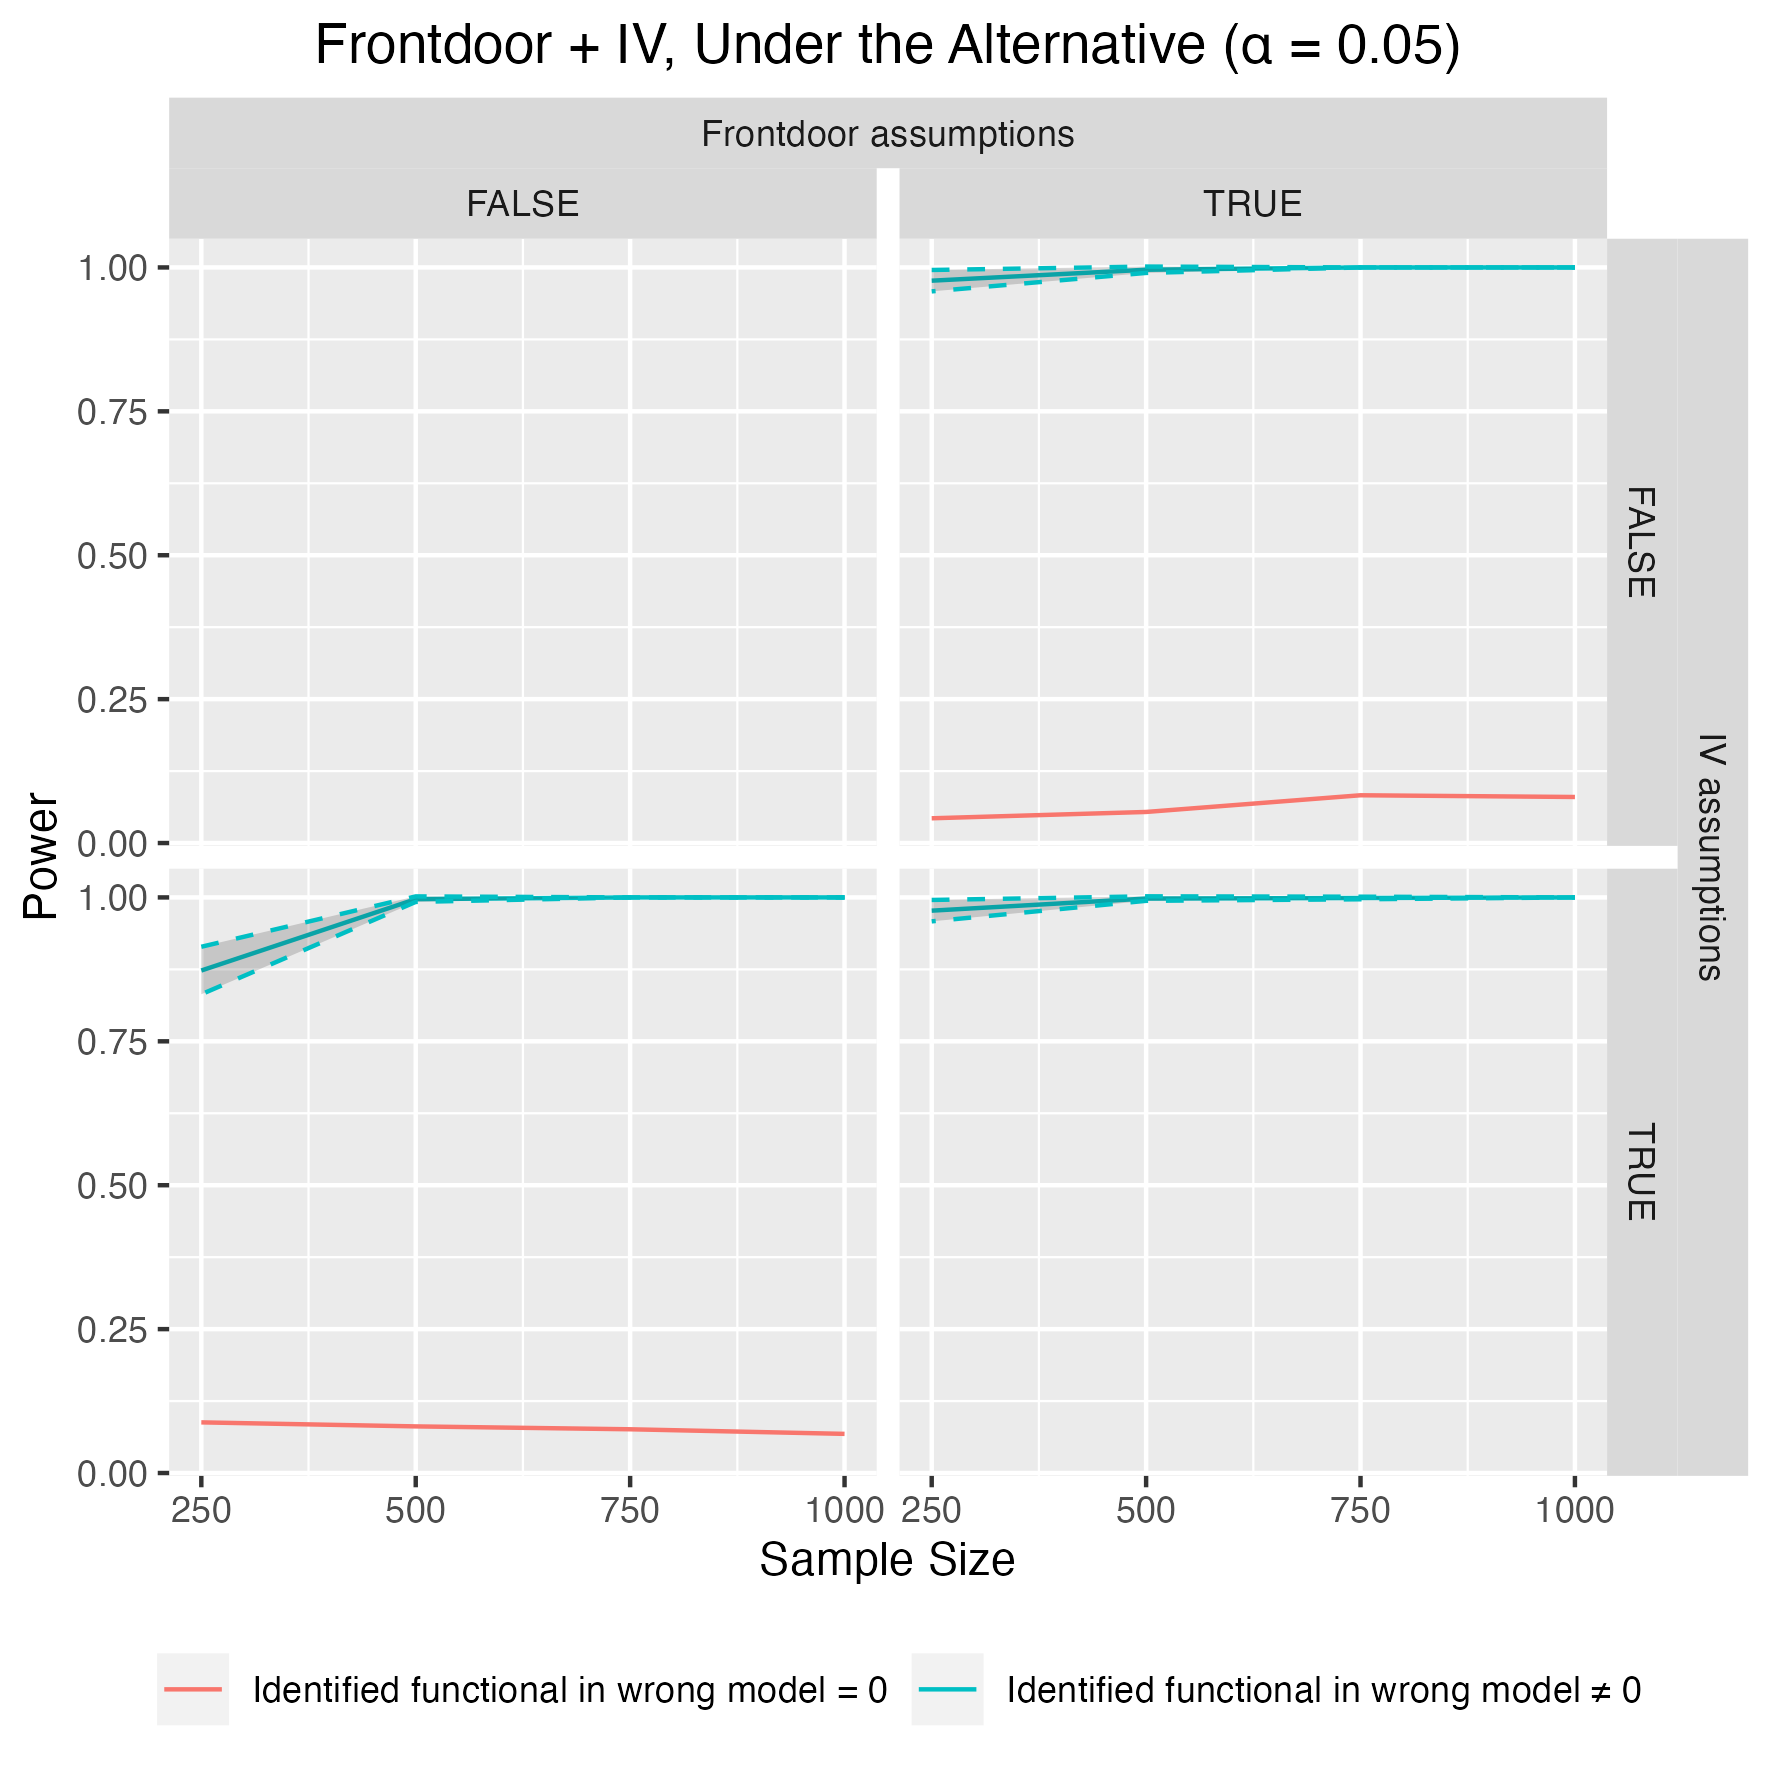 Frontdoor + IV, Under the Alternative (α = 0.05)
Frontdoor assumptions
FALSE
TRUE
1.00
0.75
0.50
0.25
0.00
FALSE
IV assumptions
Power
1.00
0.75
0.50
0.25
0.00
TRUE
250 500 750 1000 250 500 750 1000
Sample Size
Identified functional in wrong model = 0
Identified functional in wrong model ≠ 0